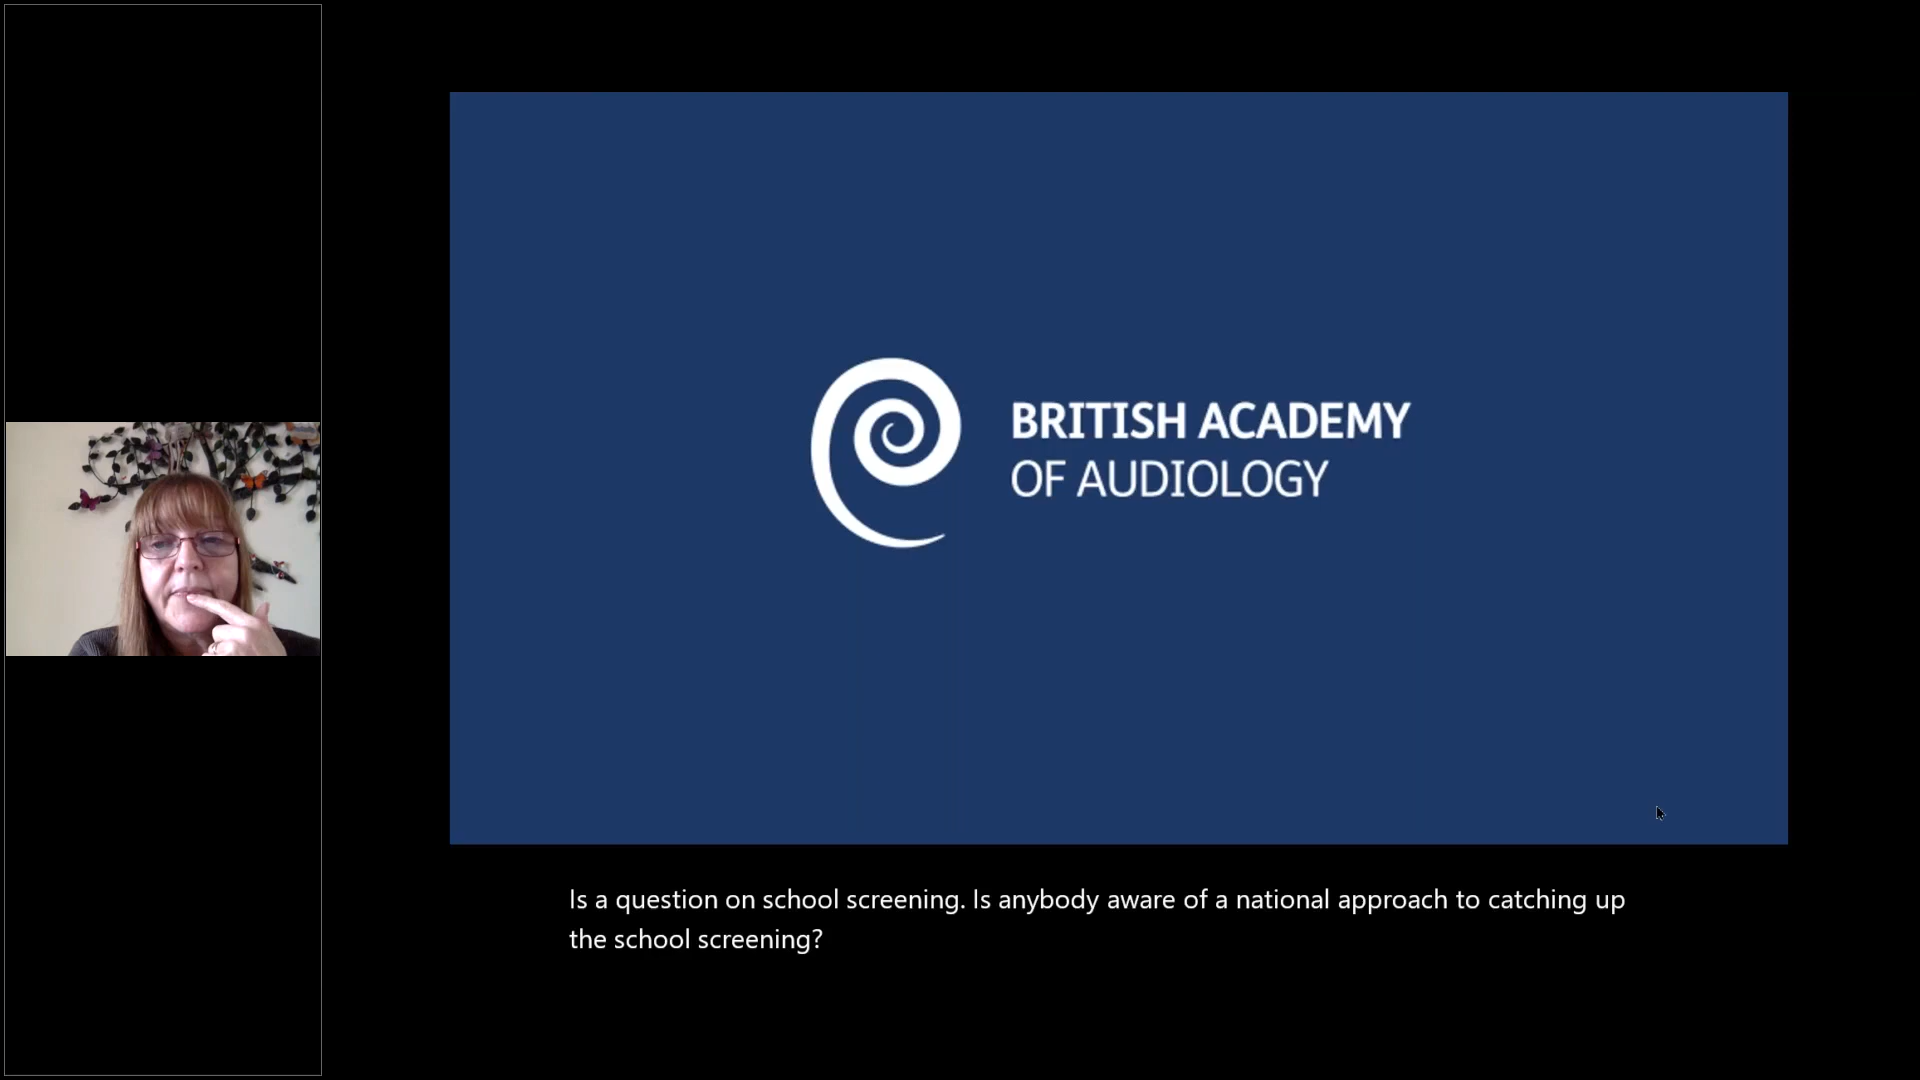 BRITISH ACADEMY
OF AUDIOLOGY
Is a question on school screening. Is anybody aware of a national approach to catching up
the school screening?